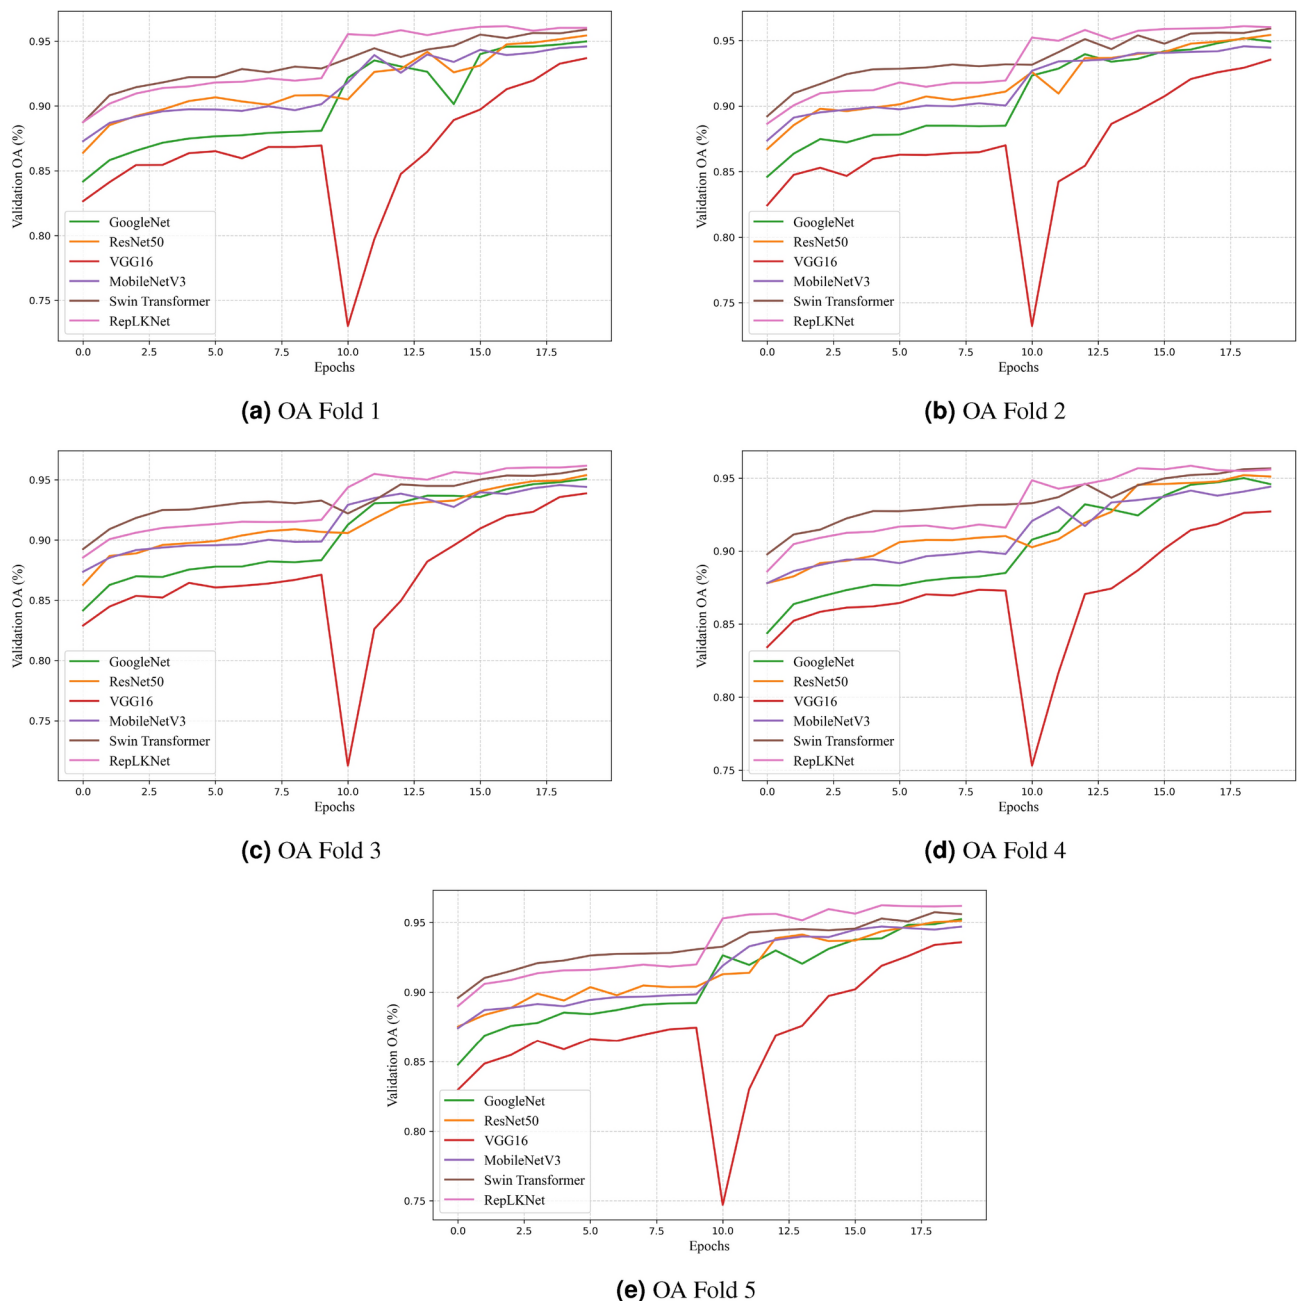 Validation OA (%)
0.95
0.90
0.85
0.80
0.75
GoogleNet
ResNet50
VGG16
MobileNetV3
Swin Transformer
RepLKNet
0.0 2.5 5.0 7.5 10.0 12.5 15.0 17.5
Epochs
(a) OA Fold 1
Validation OA (%)
0.95
0.90
0.85
0.80
0.75
GoogleNet
ResNet50
VGG16
MobileNetV3
Swin Transformer
RepLKNet
0.0 2.5 5.0 7.5 10.0 12.5 15.0 17.5
Epochs
(b) OA Fold 2
Validation OA (%)
0.95
0.90
0.85
0.80
0.75
GoogleNet
ResNet50
VGG16
MobileNetV3
Swin Transformer
RepLKNet
0.0 2.5 5.0 7.5 10.0 12.5 15.0 17.5
Epochs
(c) OA Fold 3
Validation OA (%)
0.95
0.90
0.85
0.80
0.75
GoogleNet
ResNet50
VGG16
MobileNetV3
Swin Transformer
RepLKNet
0.0 2.5 5.0 7.5 10.0 12.5 15.0 17.5
Epochs
(d) OA Fold 4
Validation OA (%)
0.95
0.90
0.85
0.80
0.75
GoogleNet
ResNet50
VGG16
MobileNetV3
Swin Transformer
RepLKNet
0.0 2.5 5.0 7.5 10.0 12.5 15.0 17.5
Epochs
(e) OA Fold 5